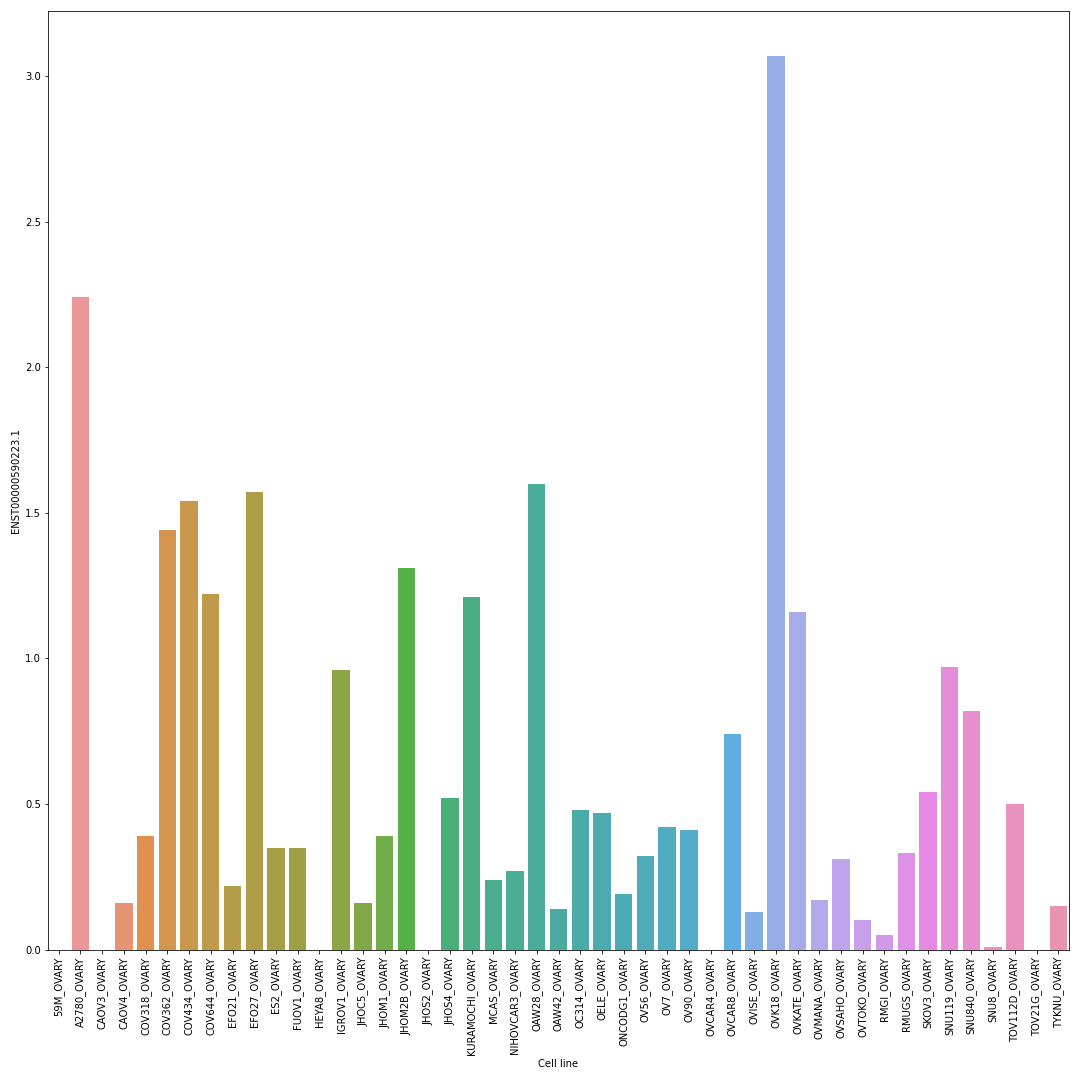 3.0
2.5
2.0
1.5
1.0
0.5
0.0
ENST00000590223.1
59M_OVARY
A2780_OVARY
CAOV3_OVARY
CAOV4_OVARY
COV318_OVARY
COV362_OVARY
COV434_OVARY
COV644_OVARY
EFO21_OVARY
EFO27_OVARY
ES2_OVARY
FUOV1_OVARY
HEYA8_OVARY
IGROV1_OVARY
JHOC5_OVARY
JHOM1_OVARY
JHOM2B_OVARY
JHOS2_OVARY
JHOS4_OVARY
KURAMOCHI_OVARY
MCAS_OVARY
NIHOVCAR3_OVARY
OAW28_OVARY
OAW42_OVARY
OC314_OVARY
OELE_OVARY
ONCODG1_OVARY
OV56_OVARY
OV7_OVARY
OV90_OVARY
OVCAR4_OVARY
OVCAR8_OVARY
OVISE_OVARY
OVK18_OVARY
OVKATE_OVARY
OVMANA_OVARY
OVSAHO_OVARY
OVTOKO_OVARY
RMGI_OVARY
RMUGS_OVARY
SKOV3_OVARY
SNU119_OVARY
SNU840_OVARY
SNU8_OVARY
TOV112D_OVARY
TOV21G_OVARY
TYKNU_OVARY
Cell line